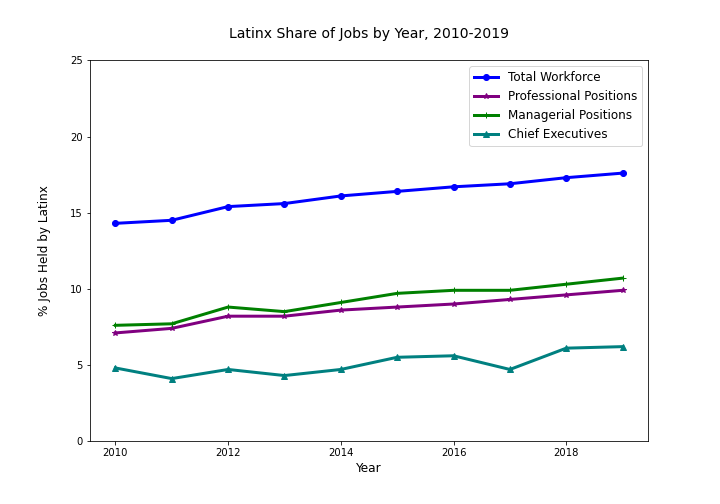 Latinx Share of Jobs by Year, 2010-2019
25
20
15
10
5
0
% Jobs Held by Latinx
Total Workforce
Professional Positions
Managerial Positions
Chief Executives
2010
2012
2014
2016
2018
Year